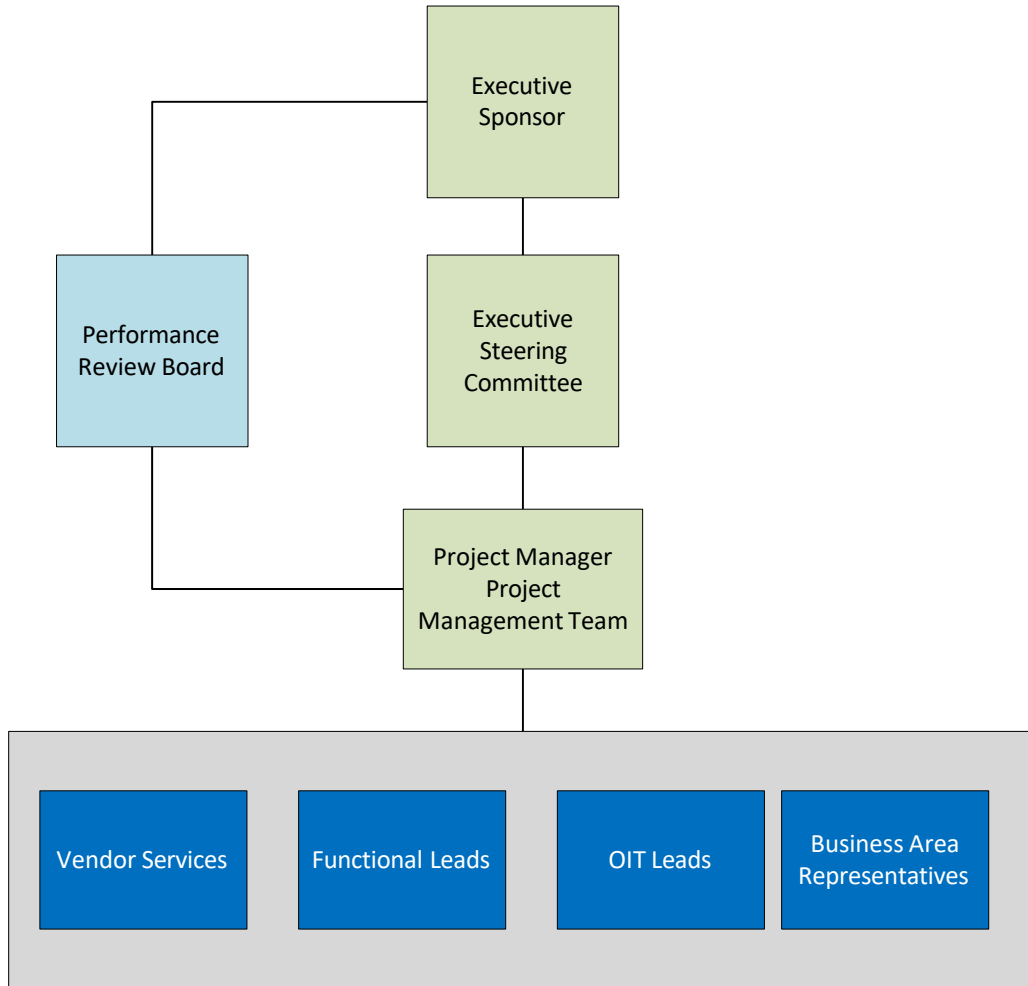 Executive
Sponsor
Performance
Review Board
Executive
Steering
Committee
Project Manager
Project
Management Team
Vendor Services
Functional Leads
OIT Leads
Business Area
Representatives